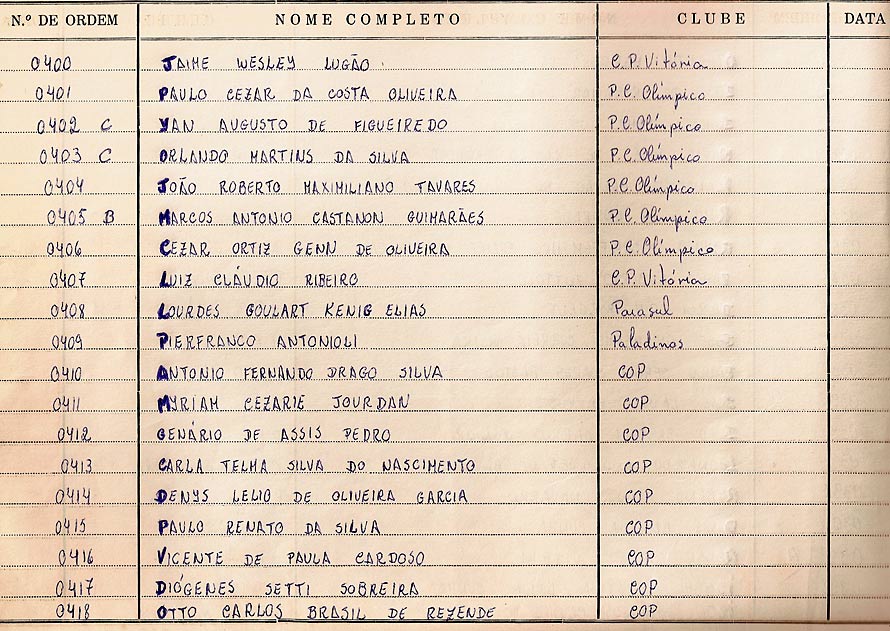 N.º DE ORDEM NOME COMPLETO CLUBE DATA
0400 JAIME WESLEY LUGÃO C.P. Vitória
0401 PAULO CEZAR DA COSTA OLIVEIRA P.C. Olímpico
0402 C YAN AUGUSTO DE FIGUEIREDO P.C. Olímpico
0403 C ORLANDO MARTINS DA SILVA P.C. Olímpico
0404 JOÃO ROBERTO MAXIMILIANO TAVARES P.C. Olímpico
0405 B MARCOS ANTONIO CASTANON GUIMARÃES P.C. Olímpico
0406 CEZAR ORTIZ GENN DE OLIVEIRA P.C. Olímpico
0407 LUIZ CLÁUDIO RIBEIRO C.P. Vitória
0408 LOURDES GOULART KENIG ELIAS Parasul
0409 PIERFRANCO ANTONIOLI Paladinos
0410 ANTONIO FERNANDO DRAGO SILVA COP
0411 MYRIAM CEZARIE JOURDAN COP
0412 GENÁRIO DE ASSIS PEDRO COP
0413 CARLA TELMA SILVA DO NASCIMENTO COP
0414 DENYS LELIO DE OLIVEIRA GARCIA COP
0415 PAULO RENATO DA SILVA COP
0416 VICENTE DE PAULA CARDOSO COP
0417 DIÓGENES SETTI SOBREIRA COP
0418 OTTO CARLOS BRASIL DE REZENDE COP